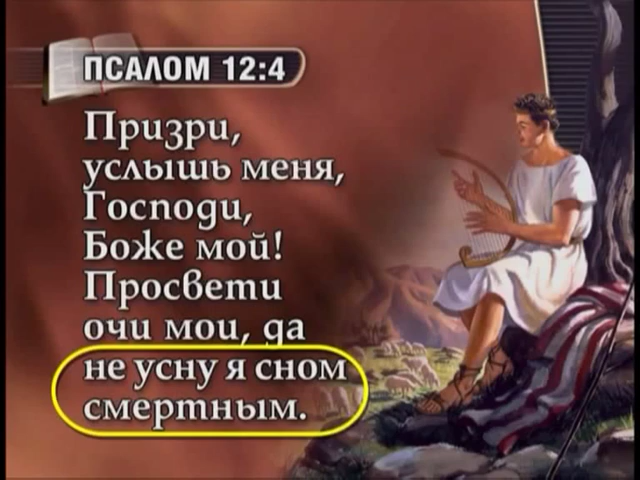 ПСАЛОМ 12:4
Призри,
услышь меня,
Господи,
Боже мой!
Просвети
очи мои, да
не усну я сном
смертным.